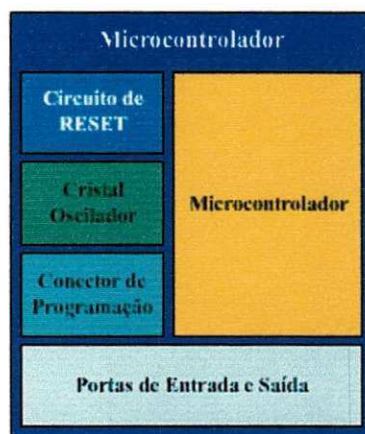 Microcontrolador
Circuito de
RESET
Cristal
Oscilador
Microcontrolador
Conector de
Programação
Portas de Entrada e Saída